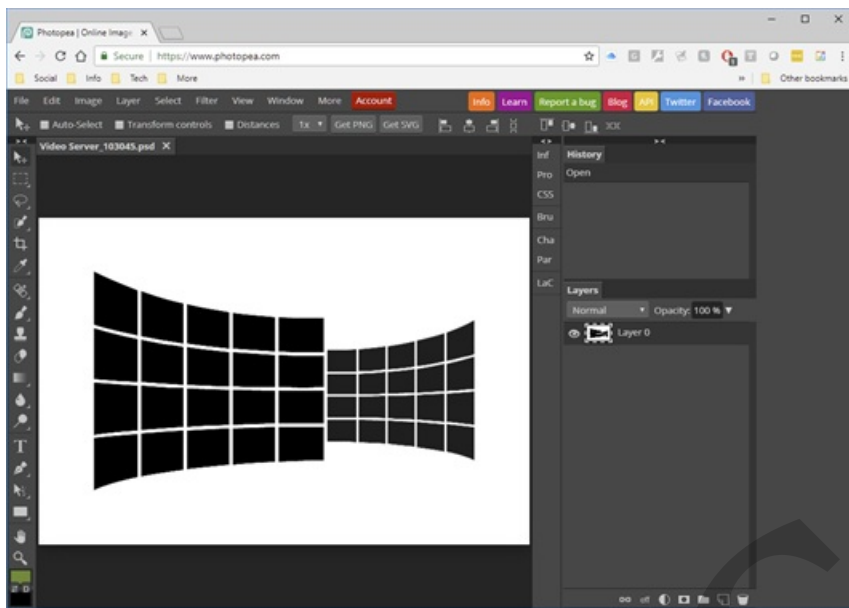 Photopea | Online Image
Secure | https://www.photopea.com
Social Info Tech More Other bookmarks
File Edit Image Layer Select Filter View Window More Account Info Learn Report a bug Blog API Twitter Facebook
Auto-Select Transform controls Distances 1x Get PNG Get SVG
Video Server_103045.psd
Inf
Pro
CSS
Bru
Cha
Par
LaC
History
Open
Layers
Normal Opacity: 100 %
Layer 0
T
D
off